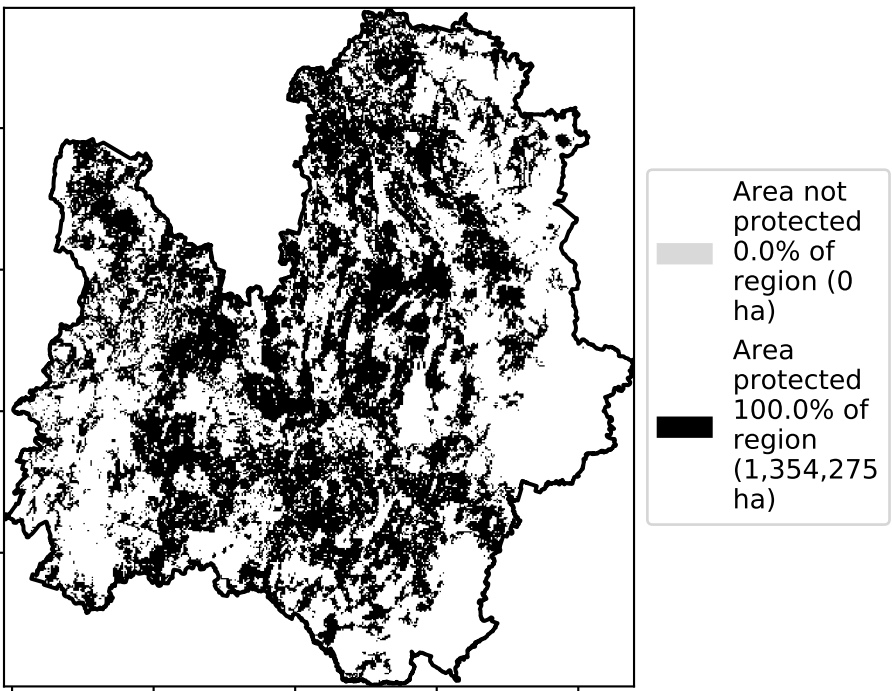 Area not
protected
0.0% of
region (0
ha)
Area
protected
100.0% of
region
(1,354,275
ha)